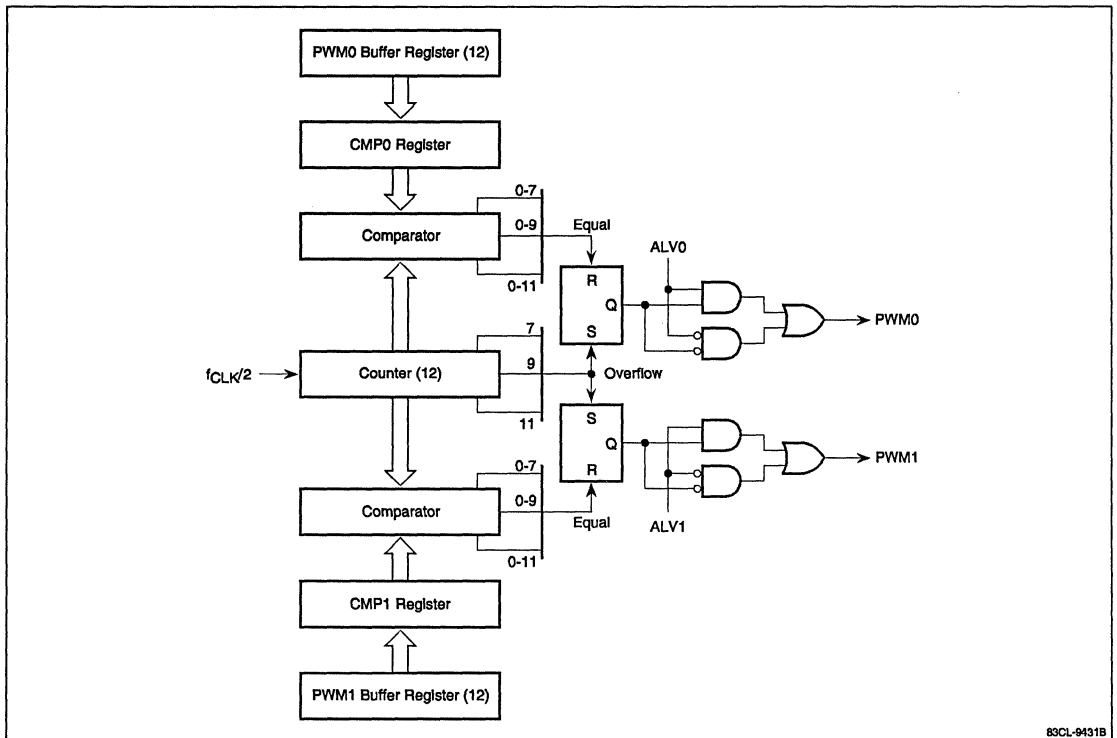 PWM0 Buffer Register (12)
CMP0 Register
Comparator
0-7
0-9
0-11
Equal
R
Q
S
ALV0
PWM0
fCLK/2
Counter (12)
7
9
11
Overflow
S
Q
R
ALV1
PWM1
Comparator
0-7
0-9
0-11
Equal
CMP1 Register
PWM1 Buffer Register (12)
83CL-9431B